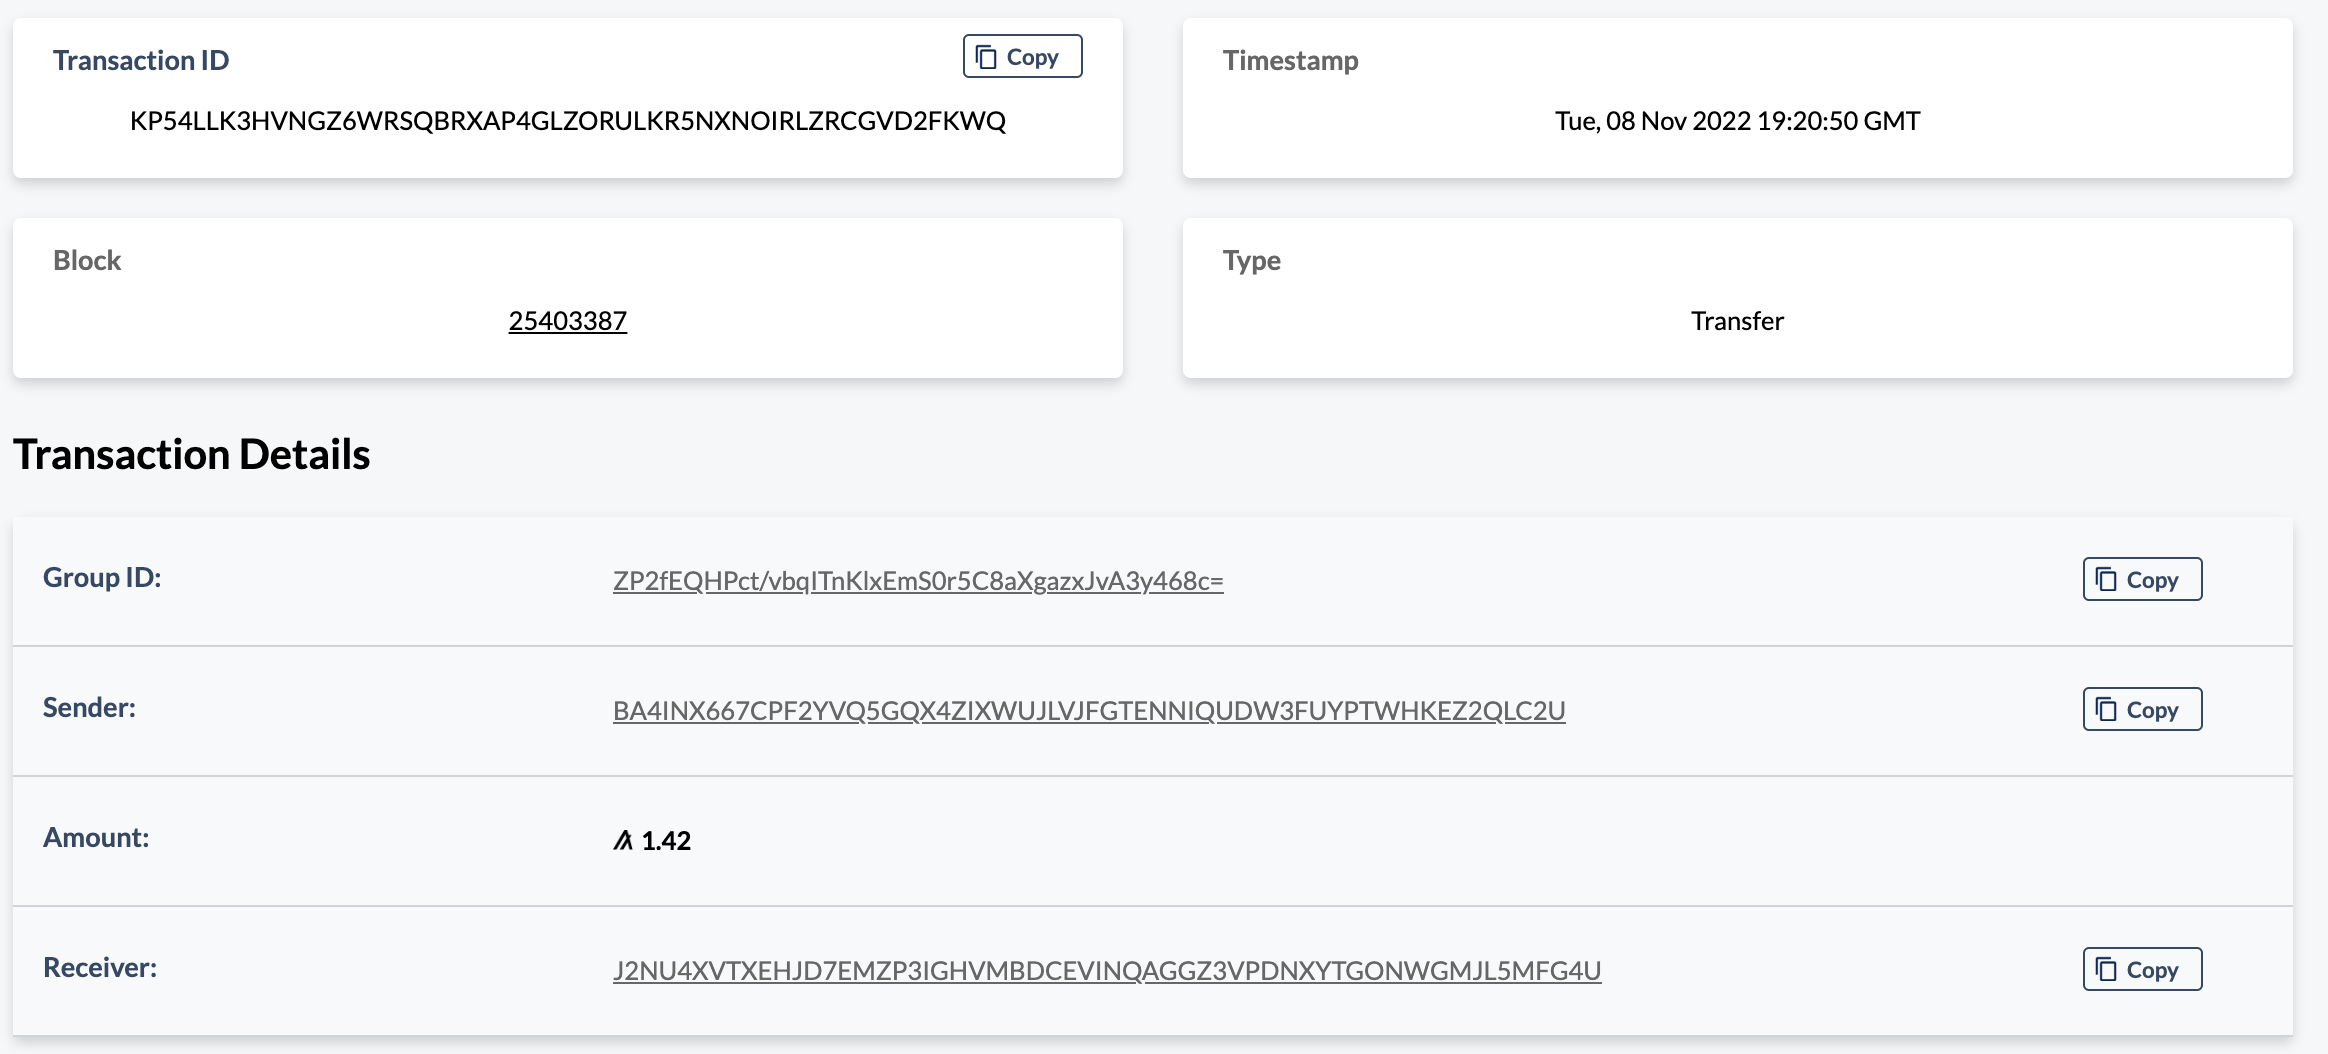 Transaction ID
Copy
KP54LLK3HVNGZ6WRSQBRXAP4GLZORULKR5NXNOIRLZRCGVD2FKWQ
Timestamp
Tue, 08 Nov 2022 19:20:50 GMT
Block
25403387
Type
Transfer
Transaction Details
Group ID: ZP2fEQHPct/vbqITnKlxEmS0r5C8aXgazxJvA3y468c= Copy
Sender: BA4INX667CPF2YVQ5GQX4ZIXWUJLVJFGTENNIQUDW3FUYPTWHKEZ2QLC2U Copy
Amount: 1.42
Receiver: J2NU4XVTXEHJD7EMZP3IGHVMBDCEVINQAGGZ3VPDNXYTGONWGMJL5MFG4U Copy